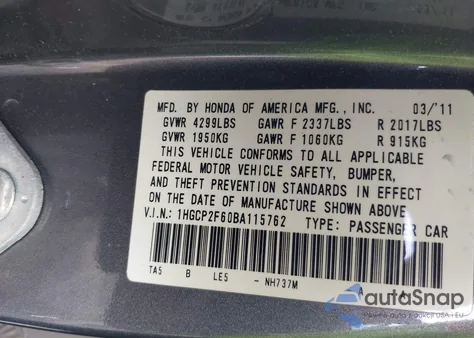 MFD. BY HONDA OF AMERICA MFG., INC. 03/'11
GVWR 4299LBS GAWR F 2337LBS R 2017LBS
GVWR 1950KG GAWR F 1060KG R 915KG
THIS VEHICLE CONFORMS TO ALL APPLICABLE
FEDERAL MOTOR VEHICLE SAFETY, BUMPER,
AND THEFT PREVENTION STANDARDS IN EFFECT
ON THE DATE OF MANUFACTURE SHOWN ABOVE.
V.I.N.: 1HGCP2F60BA115762 TYPE: PASSENGER CAR
TA5 B LE5 - NH737M A
autoSnap